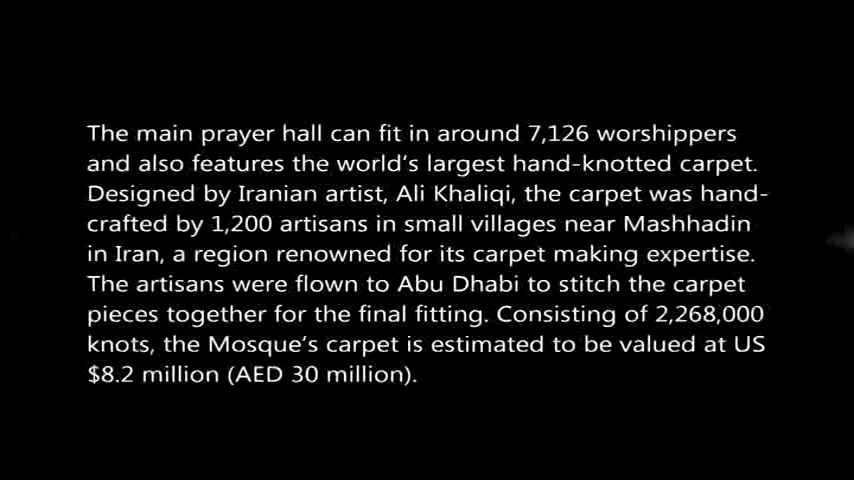 The main prayer hall can fit in around 7,126 worshippers
and also features the world's largest hand-knotted carpet.
Designed by Iranian artist, Ali Khaliqi, the carpet was hand-
crafted by 1,200 artisans in small villages near Mashhadin
in Iran, a region renowned for its carpet making expertise.
The artisans were flown to Abu Dhabi to stitch the carpet
pieces together for the final fitting. Consisting of 2,268,000
knots, the Mosque's carpet is estimated to be valued at US
$8.2 million (AED 30 million).